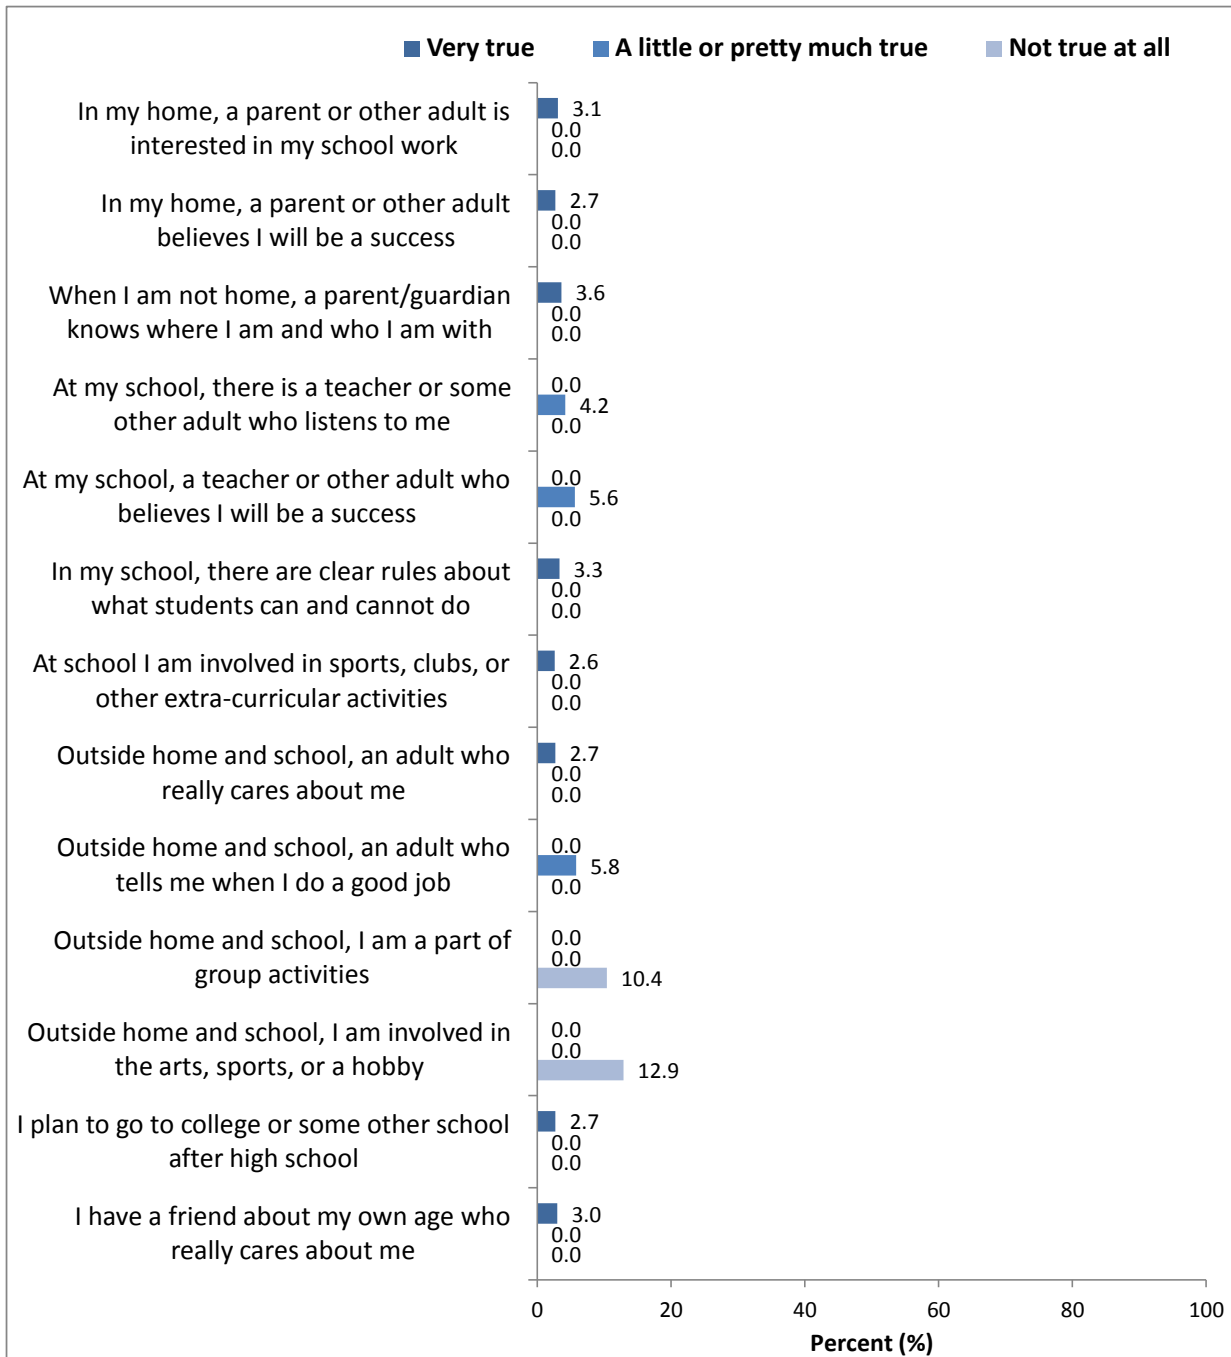 Very true A little or pretty much true Not true at all
In my home, a parent or other adult is
interested in my school work
3.1
0.0
0.0
In my home, a parent or other adult
believes I will be a success
2.7
0.0
0.0
When I am not home, a parent/guardian
knows where I am and who I am with
3.6
0.0
0.0
At my school, there is a teacher or some
other adult who listens to me
0.0
4.2
0.0
At my school, a teacher or other adult who
believes I will be a success
0.0
5.6
0.0
In my school, there are clear rules about
what students can and cannot do
3.3
0.0
0.0
At school I am involved in sports, clubs, or
other extra-curricular activities
2.6
0.0
0.0
Outside home and school, an adult who
really cares about me
2.7
0.0
0.0
Outside home and school, an adult who
tells me when I do a good job
0.0
5.8
0.0
Outside home and school, I am a part of
group activities
0.0
0.0
10.4
Outside home and school, I am involved in
the arts, sports, or a hobby
0.0
0.0
12.9
I plan to go to college or some other school
after high school
2.7
0.0
0.0
I have a friend about my own age who
really cares about me
3.0
0.0
0.0
0 20 40 60 80 100
Percent (%)